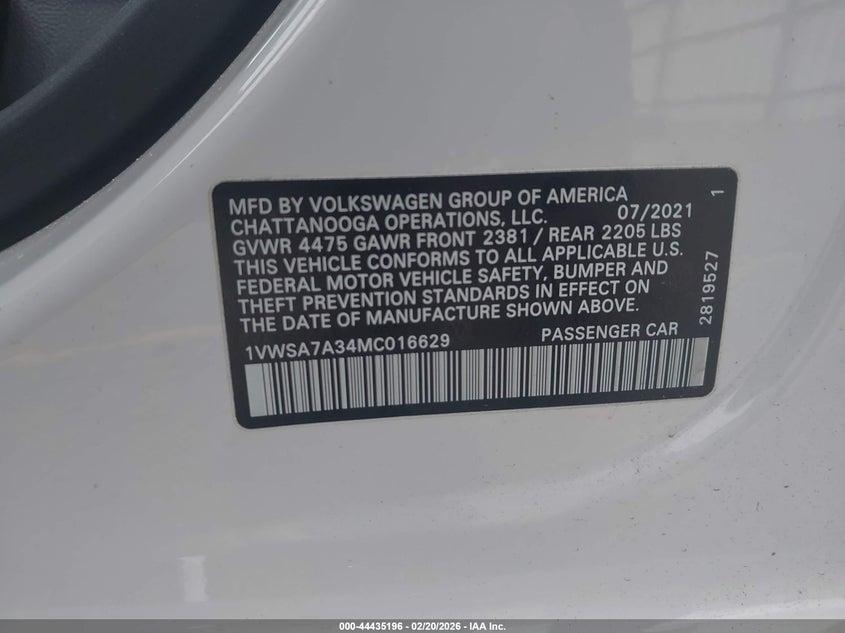 MFD BY VOLKSWAGEN GROUP OF AMERICA
CHATTANOOGA OPERATIONS, LLC. 07/2021
GVWR 4475 GAWR FRONT 2381 / REAR 2205 LBS
THIS VEHICLE CONFORMS TO ALL APPLICABLE U.S.
FEDERAL MOTOR VEHICLE SAFETY, BUMPER AND
THEFT PREVENTION STANDARDS IN EFFECT ON
THE DATE OF MANUFACTURE SHOWN ABOVE.
1VWSA7A34MC016629 PASSENGER CAR
2819527 1
000-44435196 - 02/20/2026 - IAA Inc.